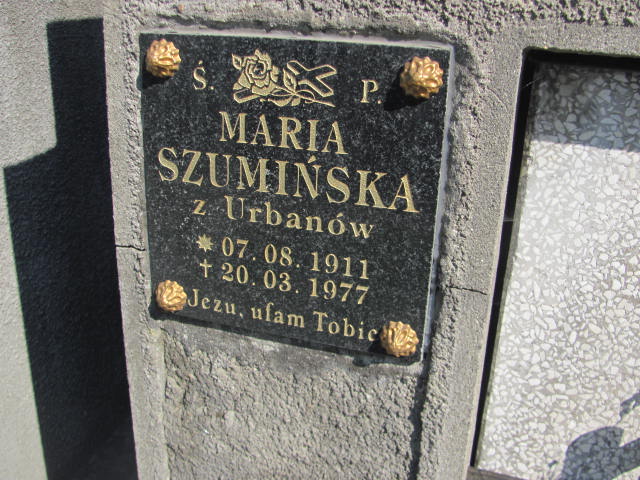 Ś. P.
MARIA
SZUMIŃSKA
z Urbanów
* 07. 08. 1911
† 20. 03. 1977
Jezu, ufam Tobie